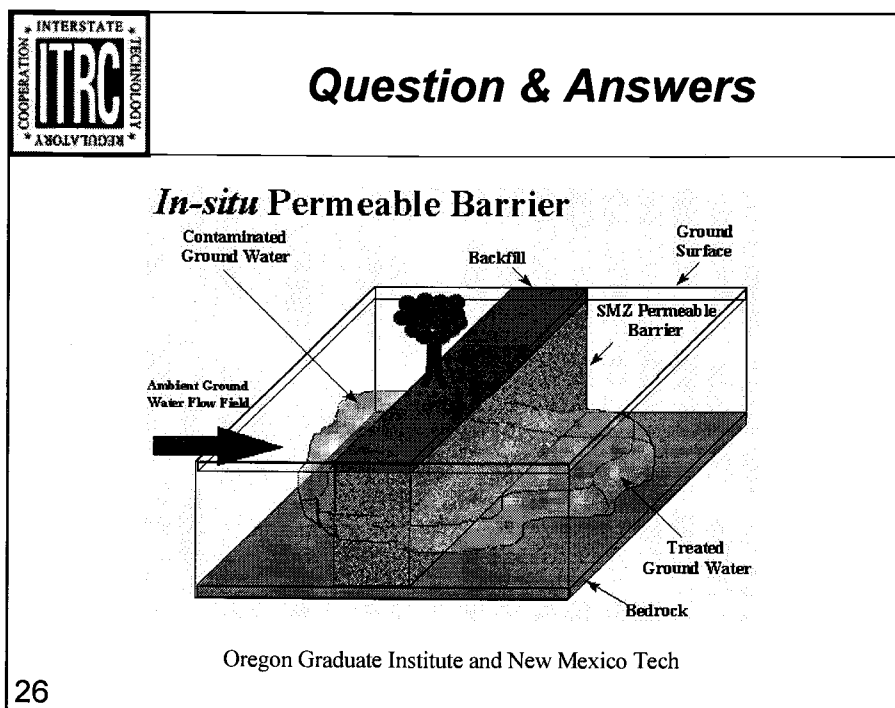 * INTERSTATE *
COOPERATION
TECHNOLOGY
ITRC
* REGULATORY *
Question & Answers
In-situ Permeable Barrier
Contaminated
Ground Water
Backfill
Ground
Surface
SMZ Permeable
Barrier
Ambient Ground
Water Flow Field
Treated
Ground Water
Bedrock
Oregon Graduate Institute and New Mexico Tech
26